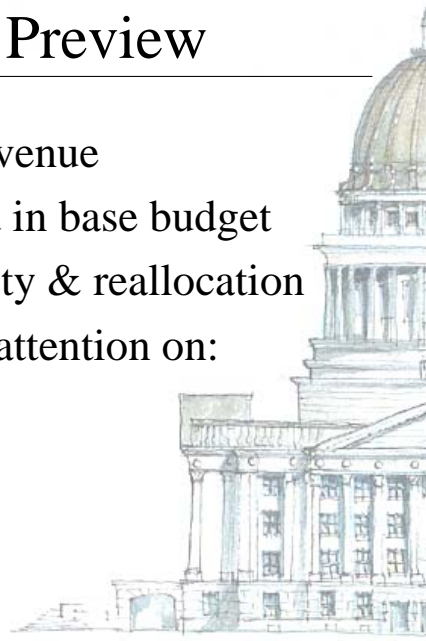 Preview
venue
in base budget
ty & reallocation
attention on: